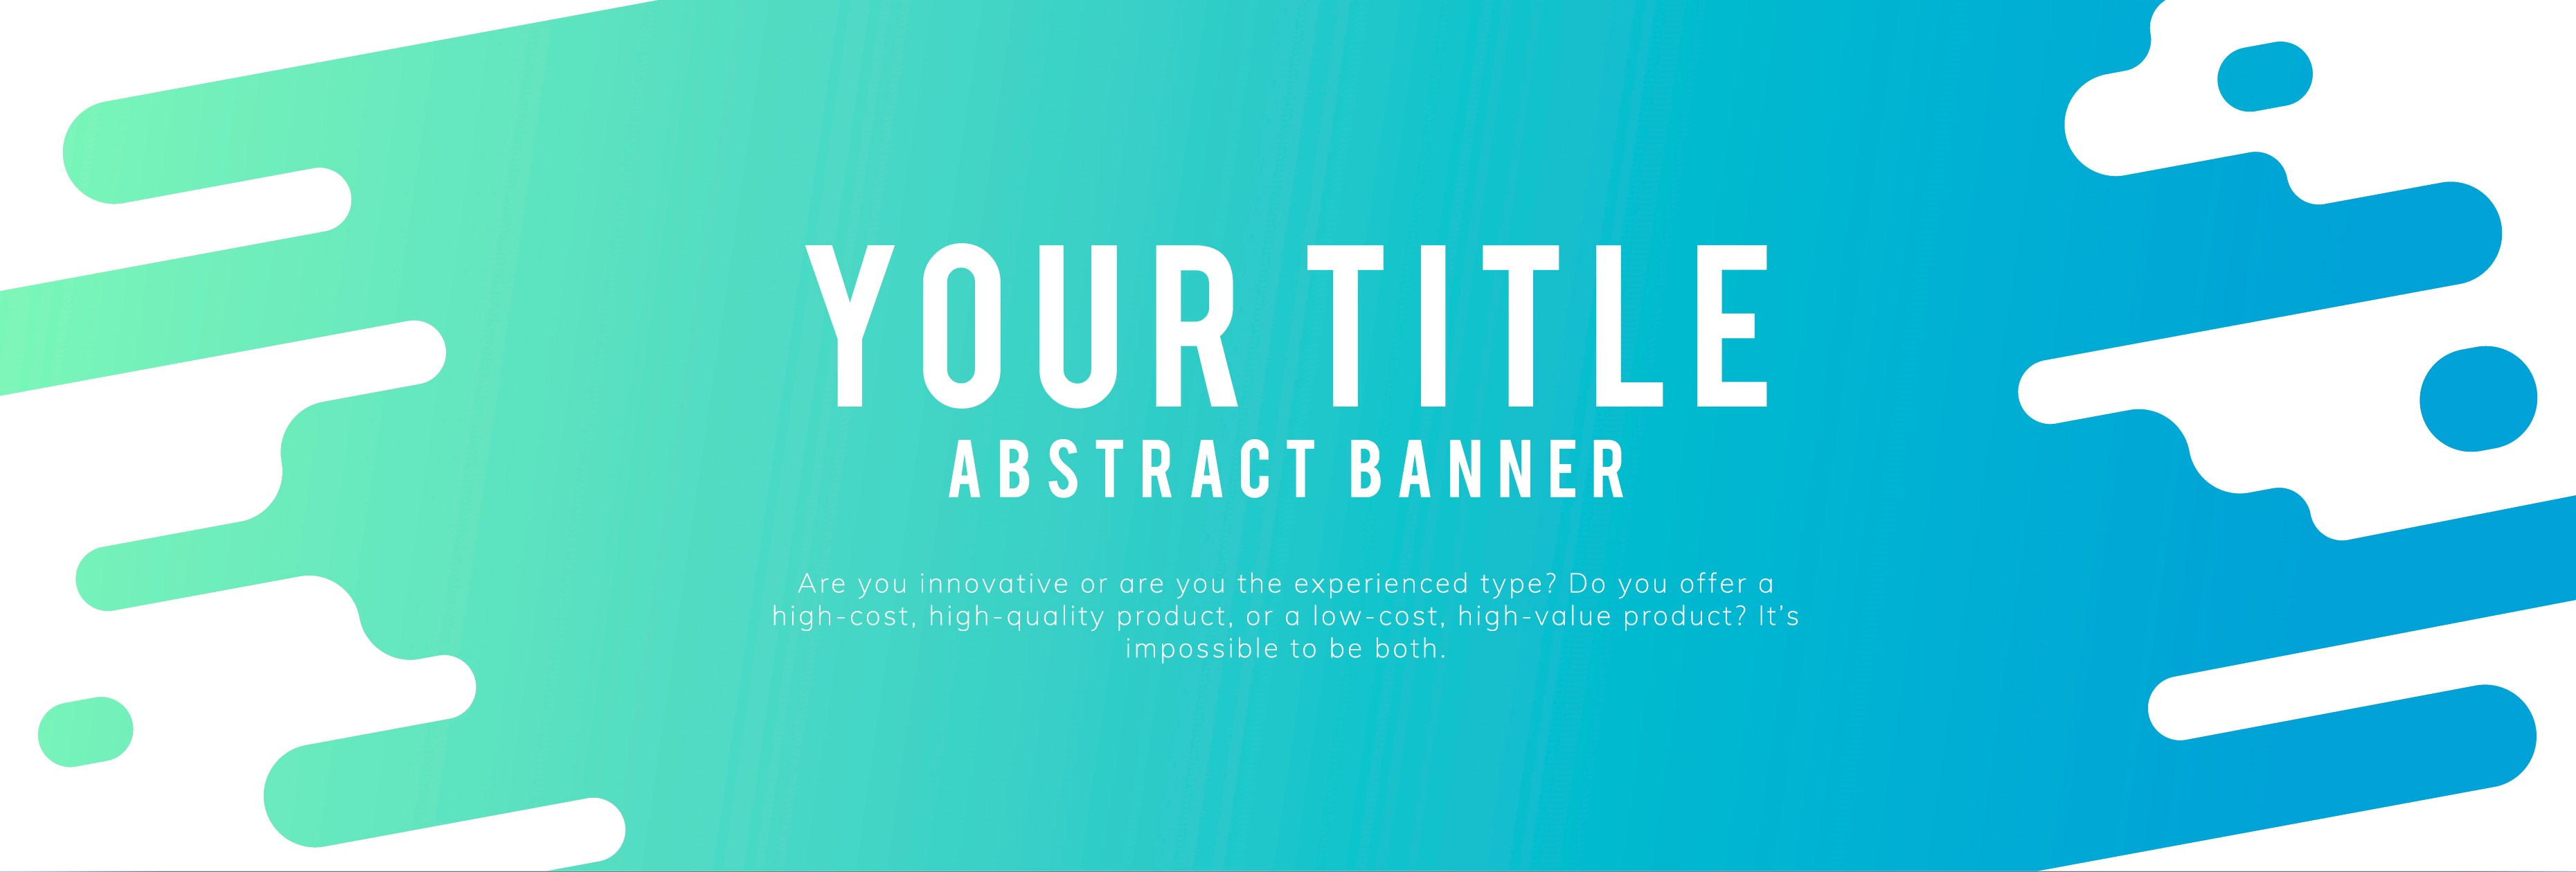 YOUR TITLE
ABSTRACT BANNER
Are you innovative or are you the experienced type? Do you offer a
high-cost, high-quality product, or a low-cost, high-value product? It’s
impossible to be both.